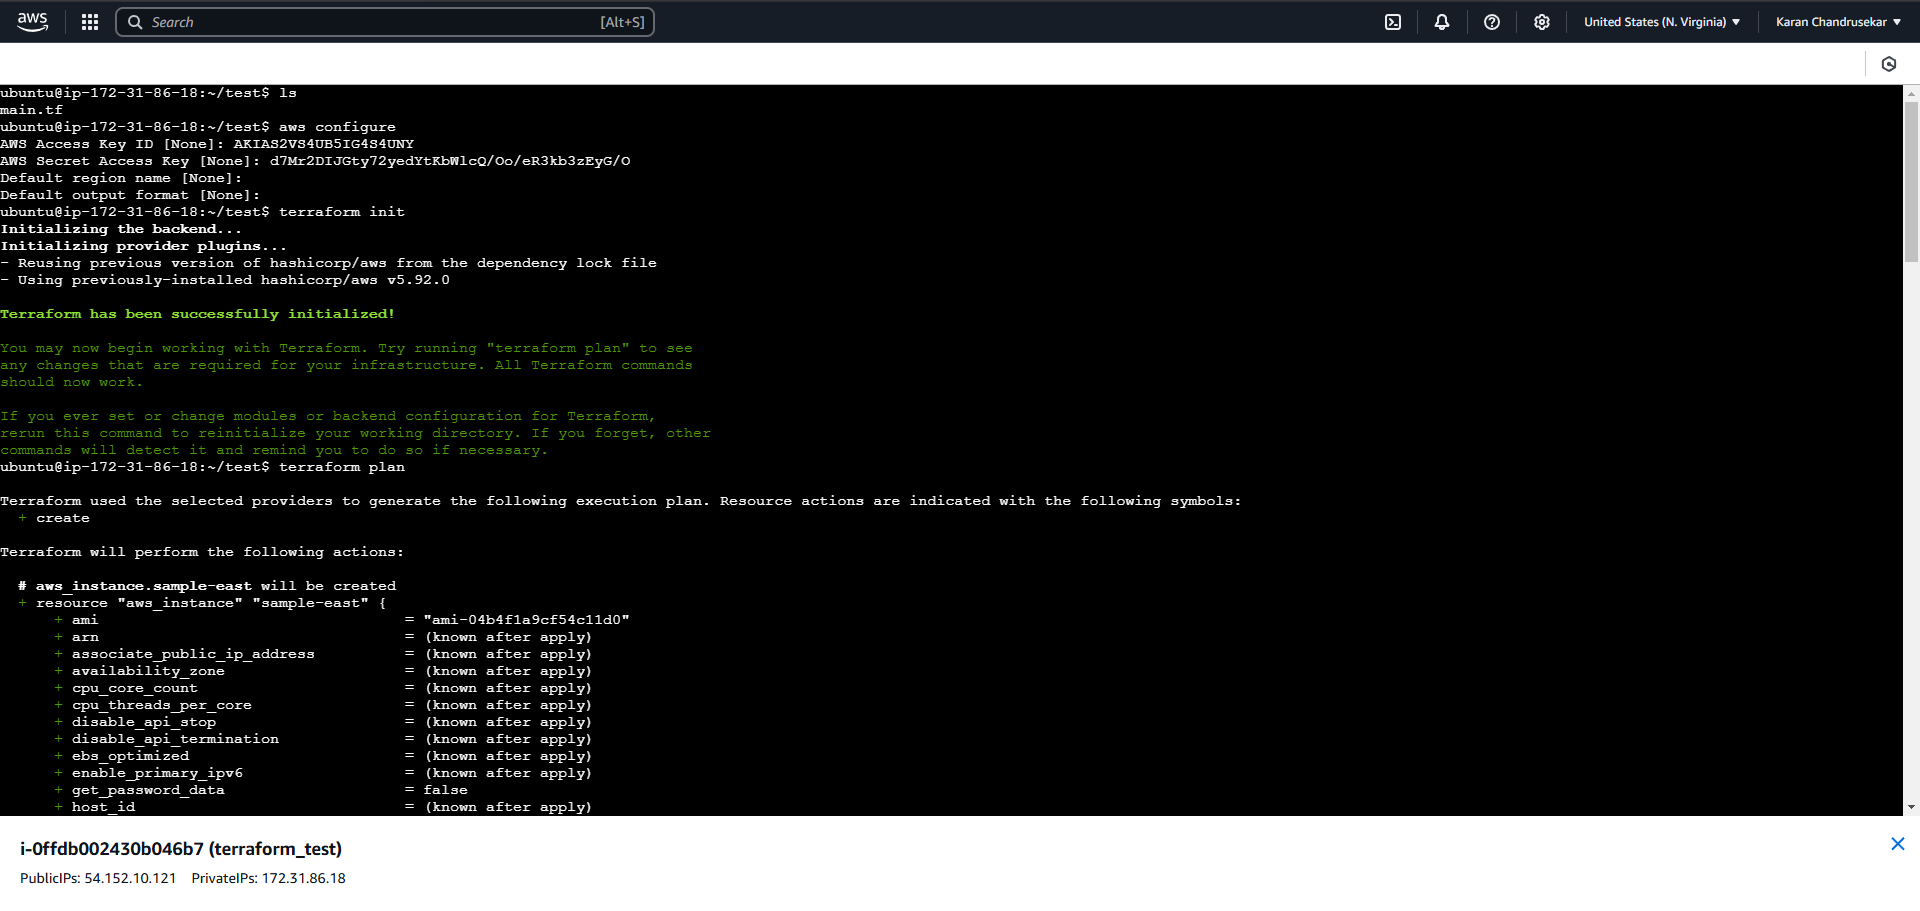 aws
Search [Alt+S]
United States (N. Virginia)
Karan Chandrusekar
ubuntu@ip-172-31-86-18:~/test$ ls
main.tf
ubuntu@ip-172-31-86-18:~/test$ aws configure
AWS Access Key ID [None]: AKIAS2VS4UB5IG4S4UNY
AWS Secret Access Key [None]: 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
Default region name [None]:
Default output format [None]:
ubuntu@ip-172-31-86-18:~/test$ terraform init
Initializing the backend...
Initializing provider plugins...
- Reusing previous version of hashicorp/aws from the dependency lock file
- Using previously-installed hashicorp/aws v5.92.0
Terraform has been successfully initialized!
You may now begin working with Terraform. Try running "terraform plan" to see
any changes that are required for your infrastructure. All Terraform commands
should now work.
If you ever set or change modules or backend configuration for Terraform,
rerun this command to reinitialize your working directory. If you forget, other
commands will detect it and remind you to do so if necessary.
ubuntu@ip-172-31-86-18:~/test$ terraform plan
Terraform used the selected providers to generate the following execution plan. Resource actions are indicated with the following symbols:
+ create
Terraform will perform the following actions:
# aws_instance.sample-east will be created
+ resource "aws_instance" "sample-east" {
+ ami = "ami-04b4f1a9cf54c11d0"
+ arn = (known after apply)
+ associate_public_ip_address = (known after apply)
+ availability_zone = (known after apply)
+ cpu_core_count = (known after apply)
+ cpu_threads_per_core = (known after apply)
+ disable_api_stop = (known after apply)
+ disable_api_termination = (known after apply)
+ ebs_optimized = (known after apply)
+ enable_primary_ipv6 = (known after apply)
+ get_password_data = false
+ host_id = (known after apply)
i-0ffdb002430b046b7 (terraform_test)
PublicIPs: 54.152.10.121 PrivateIPs: 172.31.86.18